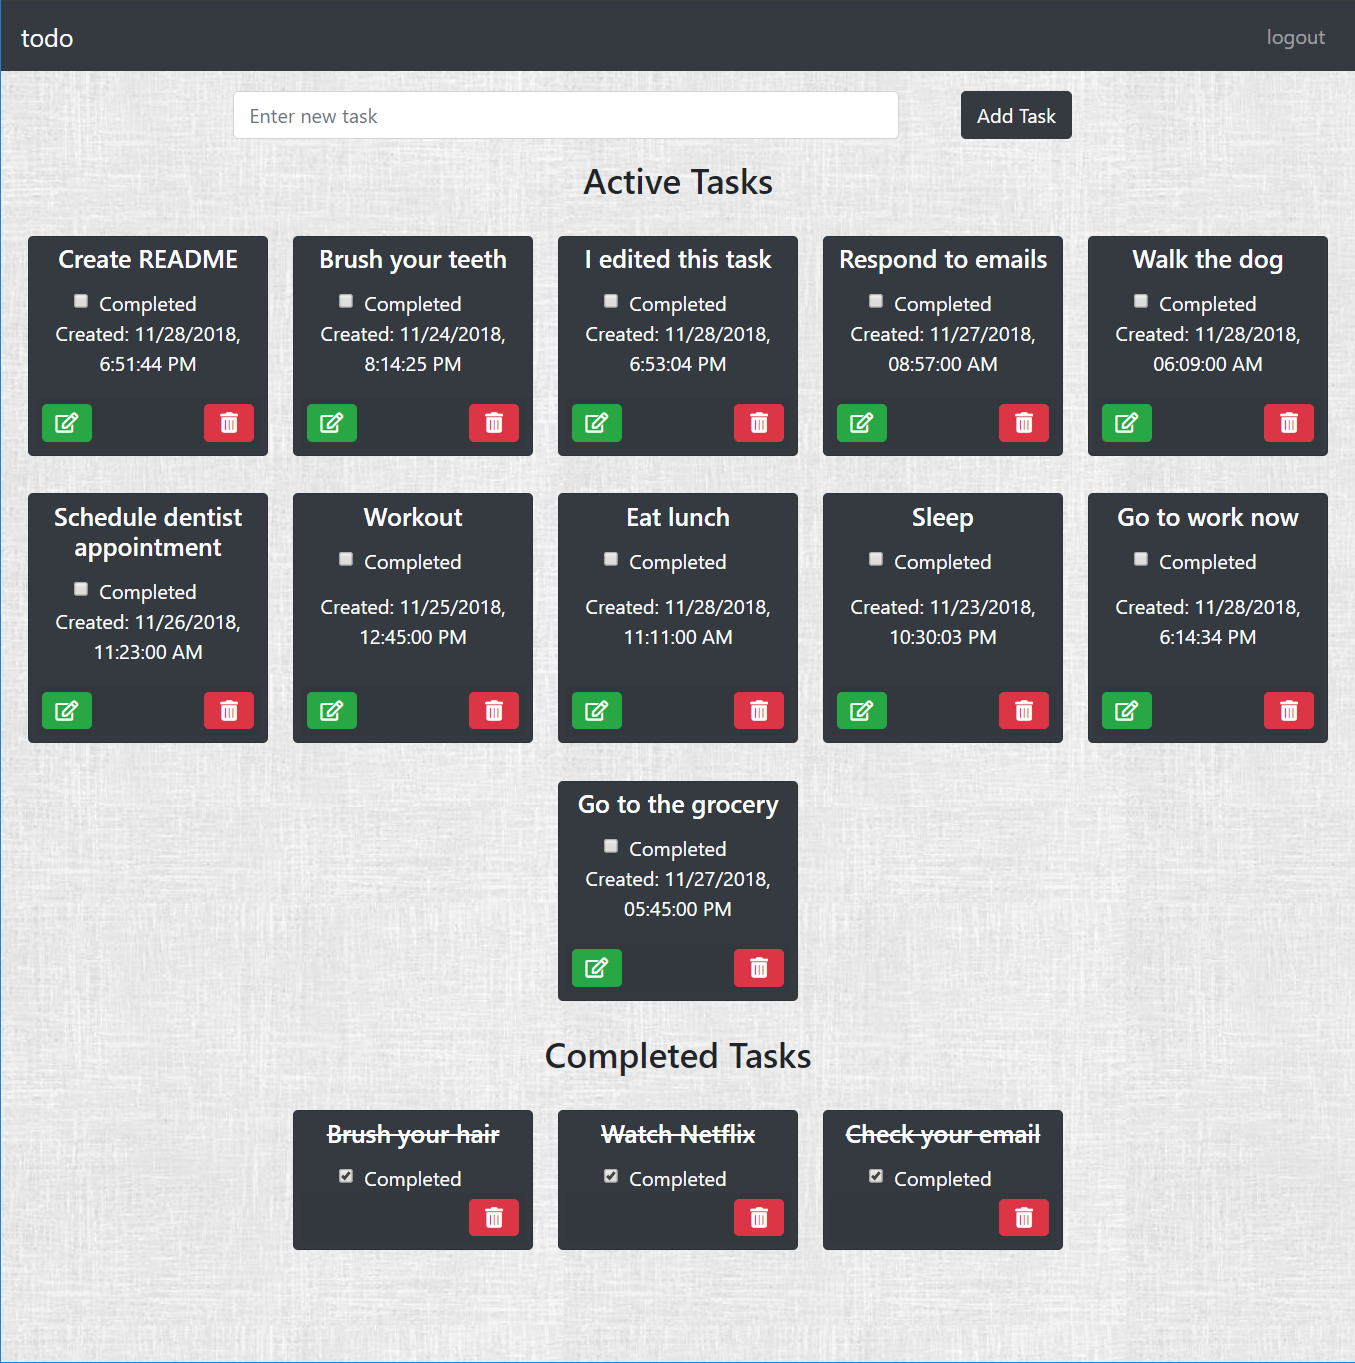 todo
logout
Enter new task
Add Task
Active Tasks
Create README
Completed
Created: 11/28/2018,
6:51:44 PM
Brush your teeth
Completed
Created: 11/24/2018,
8:14:25 PM
I edited this task
Completed
Created: 11/28/2018,
6:53:04 PM
Respond to emails
Completed
Created: 11/27/2018,
08:57:00 AM
Walk the dog
Completed
Created: 11/28/2018,
06:09:00 AM
Schedule dentist
appointment
Completed
Created: 11/26/2018,
11:23:00 AM
Workout
Completed
Created: 11/25/2018,
12:45:00 PM
Eat lunch
Completed
Created: 11/28/2018,
11:11:00 AM
Sleep
Completed
Created: 11/23/2018,
10:30:03 PM
Go to work now
Completed
Created: 11/28/2018,
6:14:34 PM
Go to the grocery
Completed
Created: 11/27/2018,
05:45:00 PM
Completed Tasks
Brush your hair
Completed
Watch Netflix
Completed
Check your email
Completed